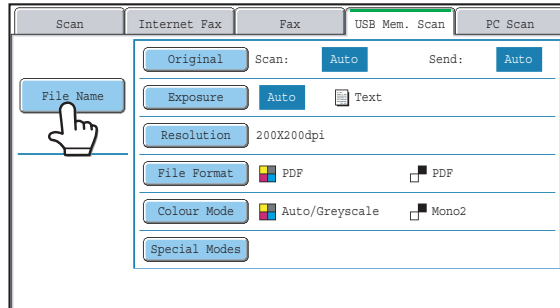 Scan Internet Fax Fax USB Mem. Scan PC Scan
Original Scan: Auto Send: Auto
File Name
Exposure Auto Text
Resolution 200X200dpi
File Format PDF PDF
Colour Mode Auto/Greyscale Mono2
Special Modes